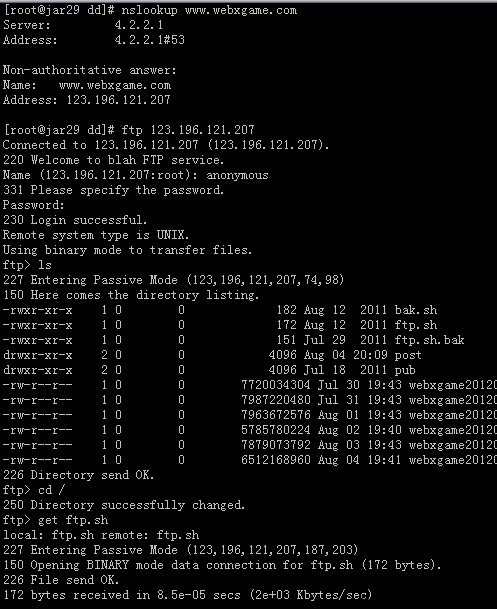 [root@jar29 dd]# nslookup www.webxgame.com
Server:         4.2.2.1
Address:        4.2.2.1#53
Non-authoritative answer:
Name:   www.webxgame.com
Address: 123.196.121.207
[root@jar29 dd]# ftp 123.196.121.207
Connected to 123.196.121.207 (123.196.121.207).
220 Welcome to blah FTP service.
Name (123.196.121.207:root): anonymous
331 Please specify the password.
Password:
230 Login successful.
Remote system type is UNIX.
Using binary mode to transfer files.
ftp> ls
227 Entering Passive Mode (123,196,121,207,74,98)
150 Here comes the directory listing.
-rwxr-xr-x    1 0        0             182 Aug 12  2011 bak.sh
-rwxr-xr-x    1 0        0             172 Aug 12  2011 ftp.sh
-rwxr-xr-x    1 0        0             151 Jul 29  2011 ftp.sh.bak
drwxr-xr-x    2 0        0            4096 Aug 04 20:09 post
drwxr-xr-x    2 0        0            4096 Jul 18  2011 pub
-rw-r--r--    1 0        0        7720034304 Jul 30 19:43 webxgame20120
-rw-r--r--    1 0        0        7987220480 Jul 31 19:43 webxgame20120
-rw-r--r--    1 0        0        7963672576 Aug 01 19:43 webxgame20120
-rw-r--r--    1 0        0        5785780224 Aug 02 19:40 webxgame20120
-rw-r--r--    1 0        0        7879073792 Aug 03 19:43 webxgame20120
-rw-r--r--    1 0        0        6512168960 Aug 04 19:41 webxgame20120
226 Directory send OK.
ftp> cd /
250 Directory successfully changed.
ftp> get ftp.sh
local: ftp.sh remote: ftp.sh
227 Entering Passive Mode (123,196,121,207,187,203)
150 Opening BINARY mode data connection for ftp.sh (172 bytes).
226 File send OK.
172 bytes received in 8.5e-05 secs (2e+03 Kbytes/sec)